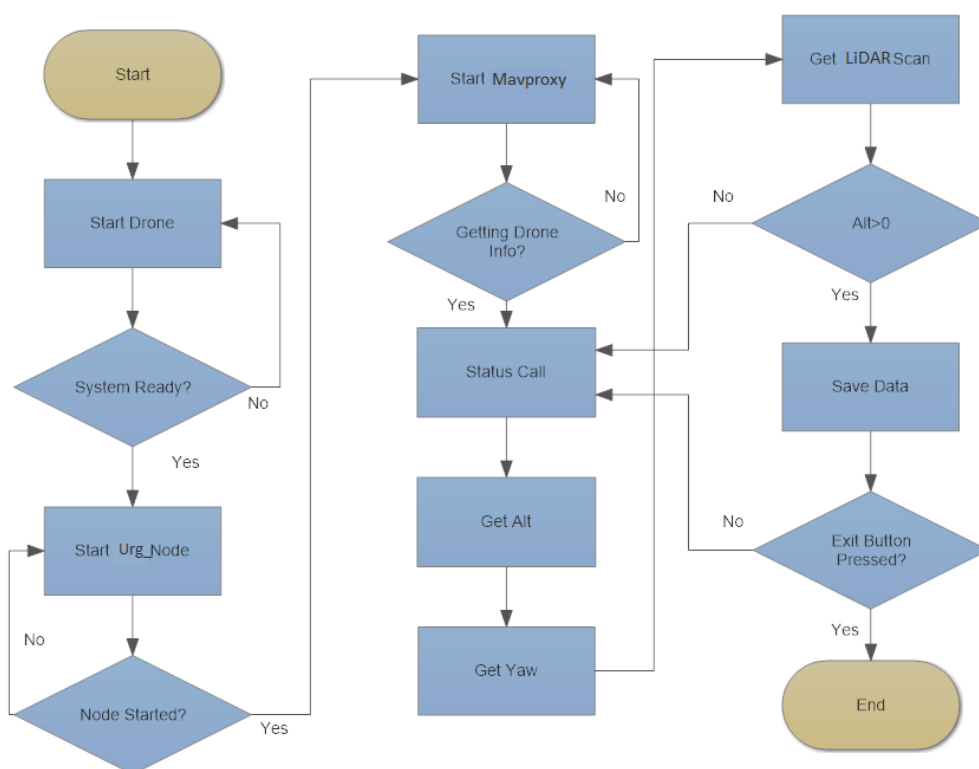 Start
Start Drone
System Ready?
No
Yes
Start Urg_Node
No
Node Started?
Yes
Start Mavproxy
No
Getting Drone
Info?
Yes
Status Call
Get Alt
Get Yaw
Get LiDAR Scan
No
Alt>0
Yes
Save Data
No
Exit Button
Pressed?
Yes
End